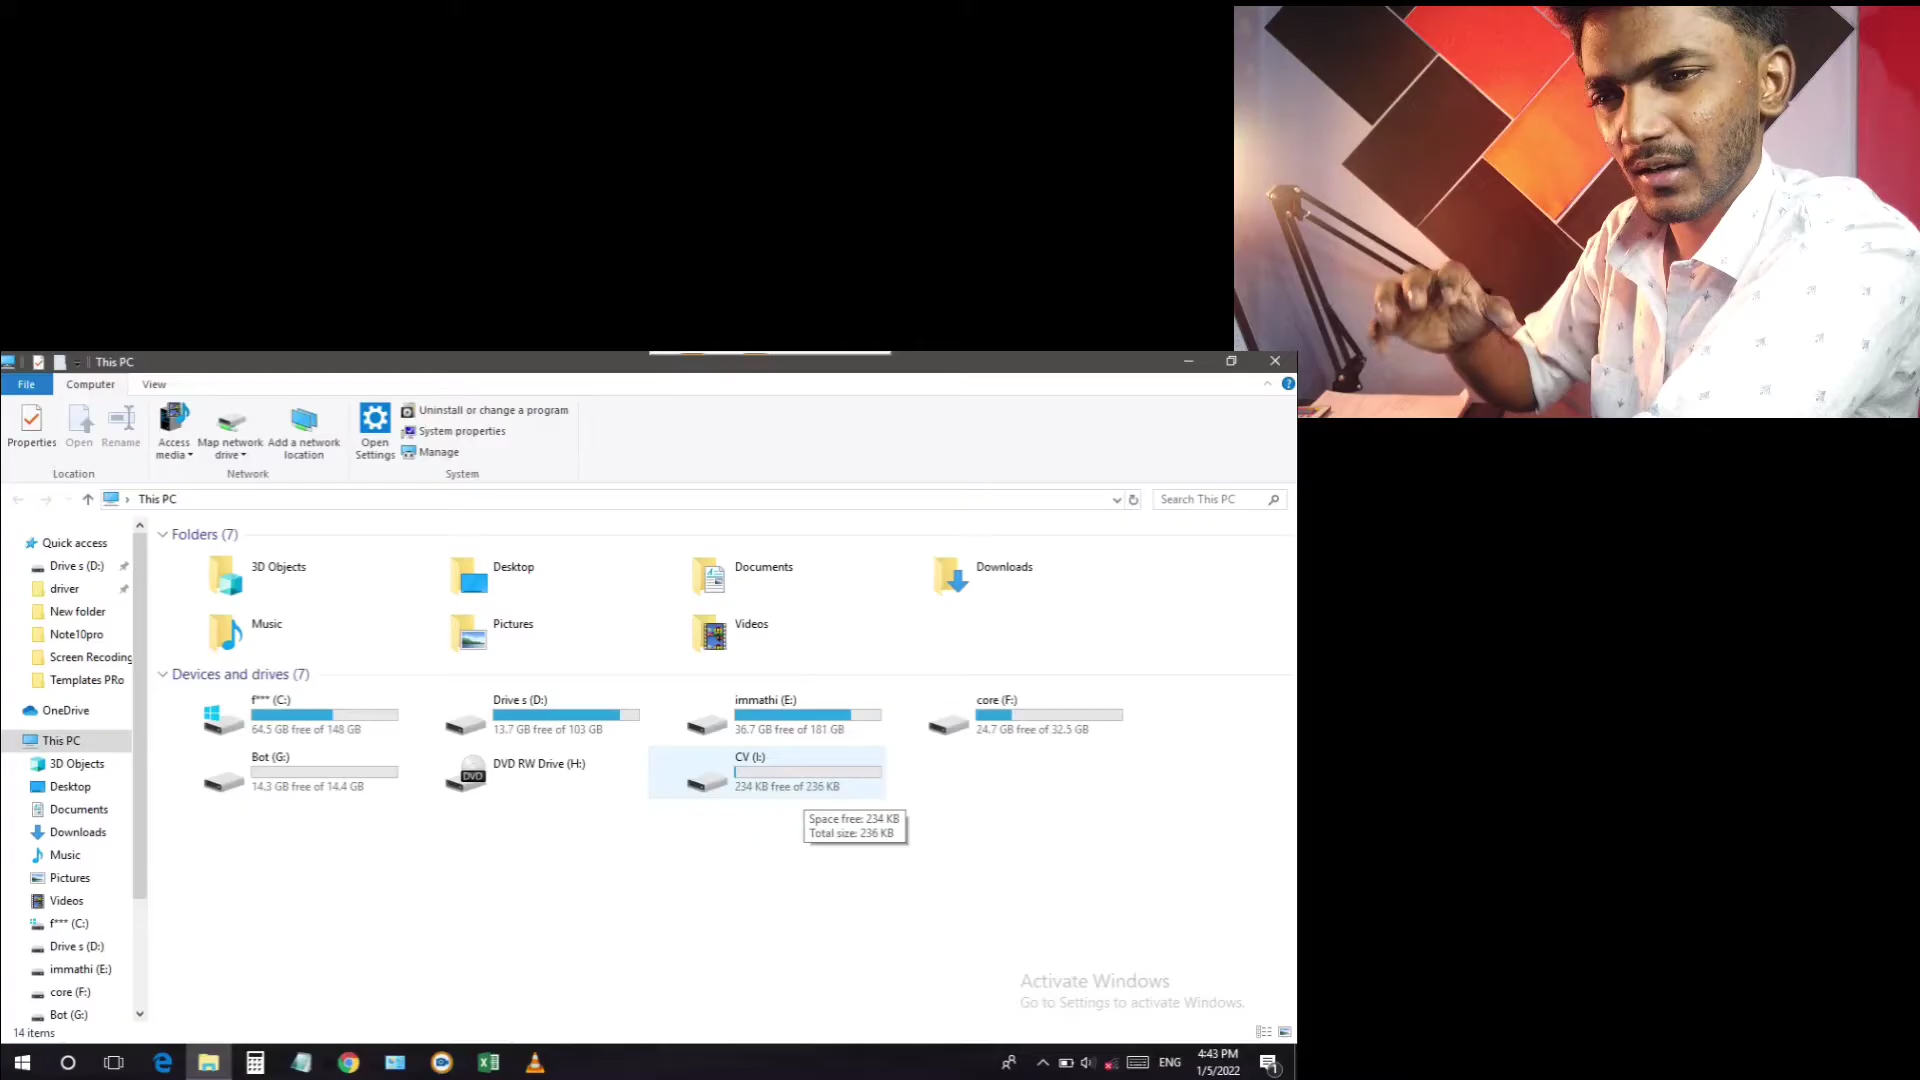 This PC
File Computer View
Properties Open Rename
Access media
Map network drive
Add a network location
Open Settings
Uninstall or change a program
System properties
Manage
Location Network System
This PC
Search This PC
Quick access
Drive s (D:)
driver
New folder
Note10pro
Screen Recording
Templates PRo
OneDrive
This PC
3D Objects
Desktop
Documents
Downloads
Music
Pictures
Videos
f*** (C:)
Drive s (D:)
immathi (E:)
core (F:)
Bot (G:)
Folders (7)
3D Objects
Desktop
Documents
Downloads
Music
Pictures
Videos
Devices and drives (7)
f*** (C:)
64.5 GB free of 148 GB
Drive s (D:)
13.7 GB free of 103 GB
immathi (E:)
36.7 GB free of 181 GB
core (F:)
24.7 GB free of 32.5 GB
Bot (G:)
14.3 GB free of 14.4 GB
DVD RW Drive (H:)
DVD
CV (I:)
234 KB free of 236 KB
Space free: 234 KB
Total size: 236 KB
Activate Windows
Go to Settings to activate Windows.
14 items
ENG
4:43 PM
1/5/2022
1